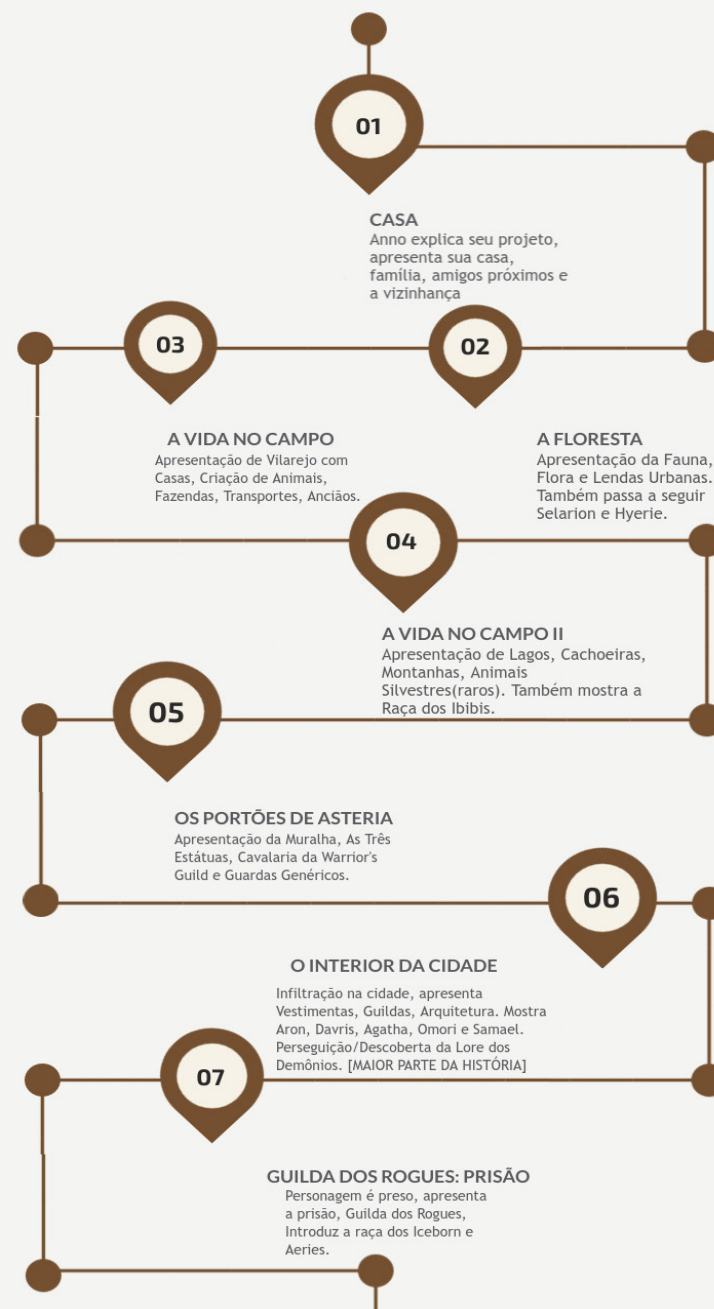 01
CASA
Anno explica seu projeto,
apresenta sua casa,
família, amigos próximos e
a vizinhança
02
A FLORESTA
Apresentação da Fauna,
Flora e Lendas Urbanas.
Também passa a seguir
Selarion e Hyerie.
03
A VIDA NO CAMPO
Apresentação de Vilarejo com
Casas, Criação de Animais,
Fazendas, Transportes, Anciãos.
04
A VIDA NO CAMPO II
Apresentação de Lagos, Cachoeiras,
Montanhas, Animais
Silvestres(raros). Também mostra a
Raça dos Ibibis.
05
OS PORTÕES DE ASTERIA
Apresentação da Muralha, As Três
Estátuas, Cavalaria da Warrior's
Guild e Guardas Genéricos.
06
O INTERIOR DA CIDADE
Infiltração na cidade, apresenta
Vestimentas, Guildas, Arquitetura. Mostra
Aron, Davris, Agatha, Omori e Samael.
Perseguição/Descoberta da Lore dos
Demônios. [MAIOR PARTE DA HISTÓRIA]
07
GUILDA DOS ROGUES: PRISÃO
Personagem é preso, apresenta
a prisão, Guilda dos Rogues,
Introduz a raça dos Iceborn e
Aeries.